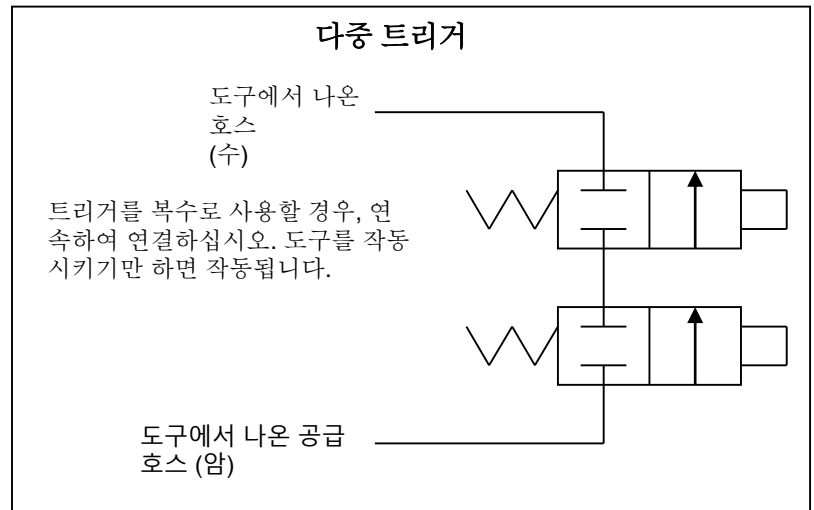 다중 트리거
도구에서 나온
호스
(수)
트리거를 복수로 사용할 경우, 연
속하여 연결하십시오. 도구를 작동
시키기만 하면 작동됩니다.
도구에서 나온 공급
호스 (암)